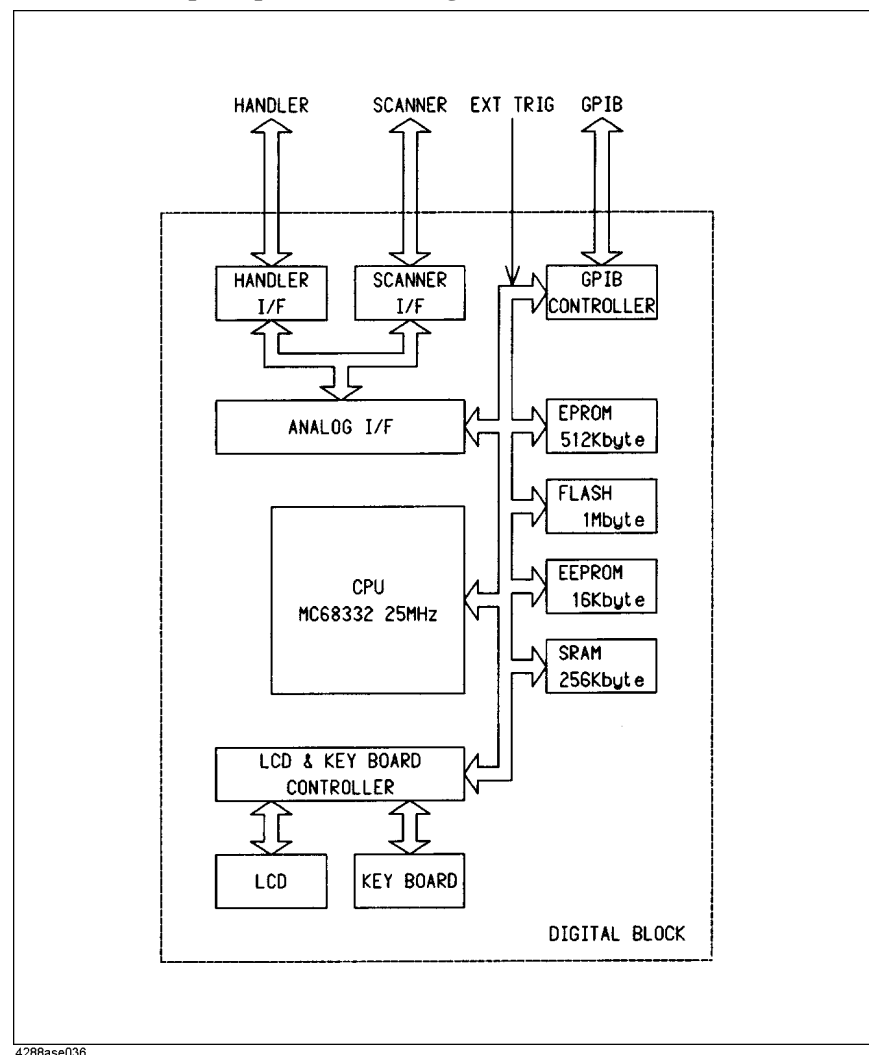 HANDLER SCANNER EXT TRIG GPIB
HANDLER
I/F
SCANNER
I/F
GPIB
CONTROLLER
ANALOG I/F
EPROM
512Kbyte
FLASH
1Mbyte
CPU
MC68332 25MHz
EEPROM
16Kbyte
SRAM
256Kbyte
LCD & KEY BOARD
CONTROLLER
LCD
KEY BOARD
DIGITAL BLOCK
4288ase036